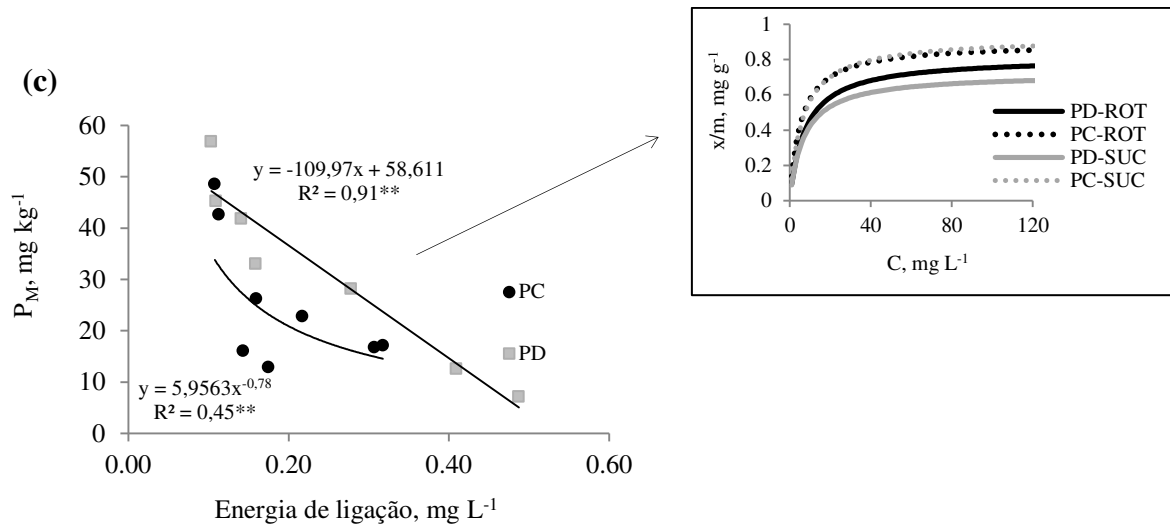 (c)
60
50
40
30
20
10
0
P_M, mg kg⁻¹
y = -109,97x + 58,611
R² = 0,91**
y = 5,9563x⁻⁰,⁷⁸
R² = 0,45**
PC
PD
0.00 0.20 0.40 0.60
Energia de ligação, mg L⁻¹
1
0.8
0.6
0.4
0.2
0
x/m, mg g⁻¹
PD-ROT
PC-ROT
PD-SUC
PC-SUC
0 40 80 120
C, mg L⁻¹